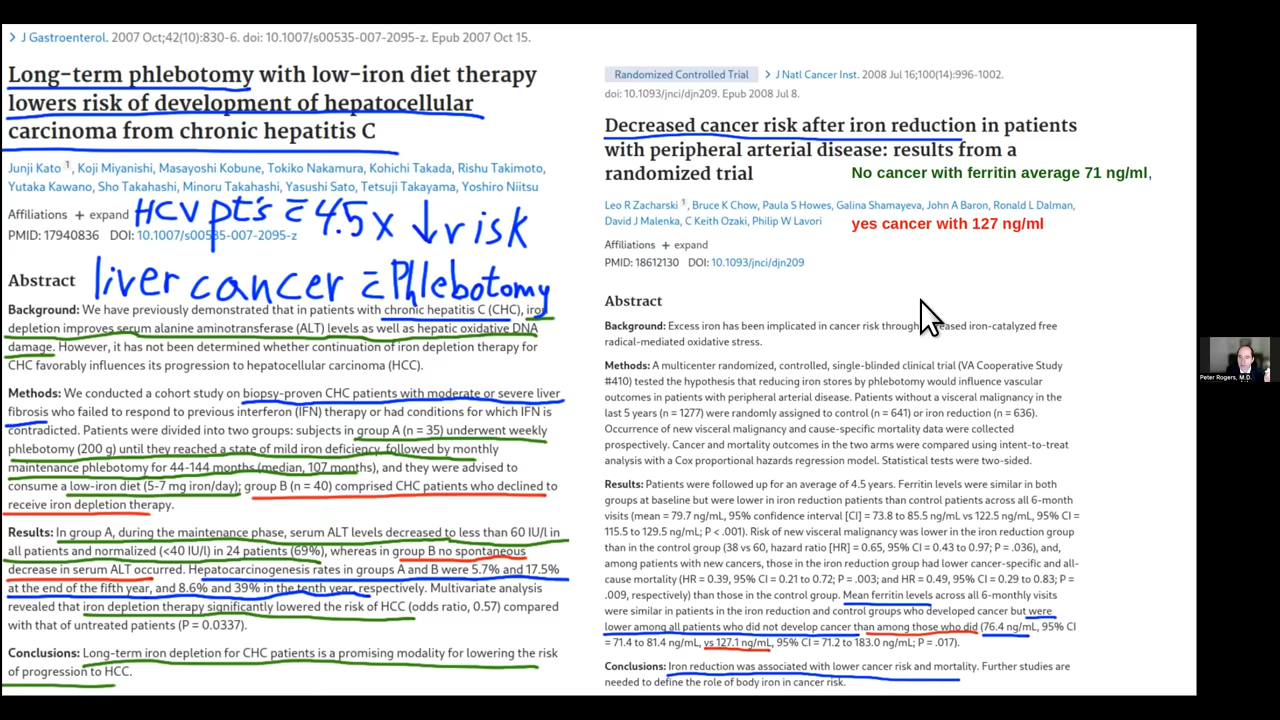 > J Gastroenterol. 2007 Oct;42(10):830-6. doi: 10.1007/s00535-007-2095-z. Epub 2007 Oct 15.
Long-term phlebotomy with low-iron diet therapy
lowers risk of development of hepatocellular
carcinoma from chronic hepatitis C
Junji Kato 1, Koji Miyanishi, Masayoshi Kobune, Tokiko Nakamura, Kohichi Takada, Rishu Takimoto,
Yutaka Kawano, Sho Takahashi, Minoru Takahashi, Yasushi Sato, Tetsuji Takayama, Yoshiro Niitsu
Affiliations + expand
PMID: 17940836 DOI: 10.1007/s00535-007-2095-z
HCV pt's = 4.5 x ↓ risk
liver cancer = Phlebotomy
Abstract
Background: We have previously demonstrated that in patients with chronic hepatitis C (CHC), iron
depletion improves serum alanine aminotransferase (ALT) levels as well as hepatic oxidative DNA
damage. However, it has not been determined whether continuation of iron depletion therapy for
CHC favorably influences its progression to hepatocellular carcinoma (HCC).
Methods: We conducted a cohort study on biopsy-proven CHC patients with moderate or severe liver
fibrosis who failed to respond to previous interferon (IFN) therapy or had conditions for which IFN is
contradicted. Patients were divided into two groups: subjects in group A (n = 35) underwent weekly
phlebotomy (200 g) until they reached a state of mild iron deficiency, followed by monthly
maintenance phlebotomy for 44-144 months (median, 107 months), and they were advised to
consume a low-iron diet (5-7 mg iron/day); group B (n = 40) comprised CHC patients who declined to
receive iron depletion therapy.
Results: In group A, during the maintenance phase, serum ALT levels decreased to less than 60 IU/l in
all patients and normalized (<40 IU/l) in 24 patients (69%), whereas in group B no spontaneous
decrease in serum ALT occurred. Hepatocarcinogenesis rates in groups A and B were 5.7% and 17.5%
at the end of the fifth year, and 8.6% and 39% in the tenth year, respectively. Multivariate analysis
revealed that iron depletion therapy significantly lowered the risk of HCC (odds ratio, 0.57) compared
with that of untreated patients (P = 0.0337).
Conclusions: Long-term iron depletion for CHC patients is a promising modality for lowering the risk
of progression to HCC.
Randomized Controlled Trial > J Natl Cancer Inst. 2008 Jul 16;100(14):996-1002.
doi: 10.1093/jnci/djn209. Epub 2008 Jul 8.
Decreased cancer risk after iron reduction in patients
with peripheral arterial disease: results from a
randomized trial
No cancer with ferritin average 71 ng/ml,
Leo R Zacharski 1, Bruce K Chow, Paula S Howes, Galina Shamayeva, John A Baron, Ronald L Dalman,
David J Malenka, C Keith Ozaki, Philip W Lavori
yes cancer with 127 ng/ml
Affiliations + expand
PMID: 18612130 DOI: 10.1093/jnci/djn209
Abstract
Background: Excess iron has been implicated in cancer risk through increased iron-catalyzed free
radical-mediated oxidative stress.
Methods: A multicenter randomized, controlled, single-blinded clinical trial (VA Cooperative Study
#410) tested the hypothesis that reducing iron stores by phlebotomy would influence vascular
outcomes in patients with peripheral arterial disease. Patients without a visceral malignancy in the
last 5 years (n = 1277) were randomly assigned to control (n = 641) or iron reduction (n = 636).
Occurrence of new visceral malignancy and cause-specific mortality data were collected
prospectively. Cancer and mortality outcomes in the two arms were compared using intent-to-treat
analysis with a Cox proportional hazards regression model. Statistical tests were two-sided.
Results: Patients were followed up for an average of 4.5 years. Ferritin levels were similar in both
groups at baseline but were lower in iron reduction patients than control patients across all 6-month
visits (mean = 79.7 ng/mL, 95% confidence interval [CI] = 73.8 to 85.5 ng/mL vs 122.5 ng/mL, 95% CI =
115.5 to 129.5 ng/mL; P < .001). Risk of new visceral malignancy was lower in the iron reduction group
than in the control group (38 vs 60, hazard ratio [HR] = 0.65, 95% CI = 0.43 to 0.97; P = .036), and,
among patients with new cancers, those in the iron reduction group had lower cancer-specific and all-
cause mortality (HR = 0.39, 95% CI = 0.21 to 0.72; P = .003; and HR = 0.49, 95% CI = 0.29 to 0.83; P =
.009, respectively) than those in the control group. Mean ferritin levels across all 6-monthly visits
were similar in patients in the iron reduction and control groups who developed cancer but were
lower among all patients who did not develop cancer than among those who did (76.4 ng/mL, 95% CI
= 71.4 to 81.4 ng/mL, vs 127.1 ng/mL, 95% CI = 71.2 to 183.0 ng/mL; P = .017).
Conclusions: Iron reduction was associated with lower cancer risk and mortality. Further studies are
needed to define the role of body iron in cancer risk.
Peter Rogers, M.D.